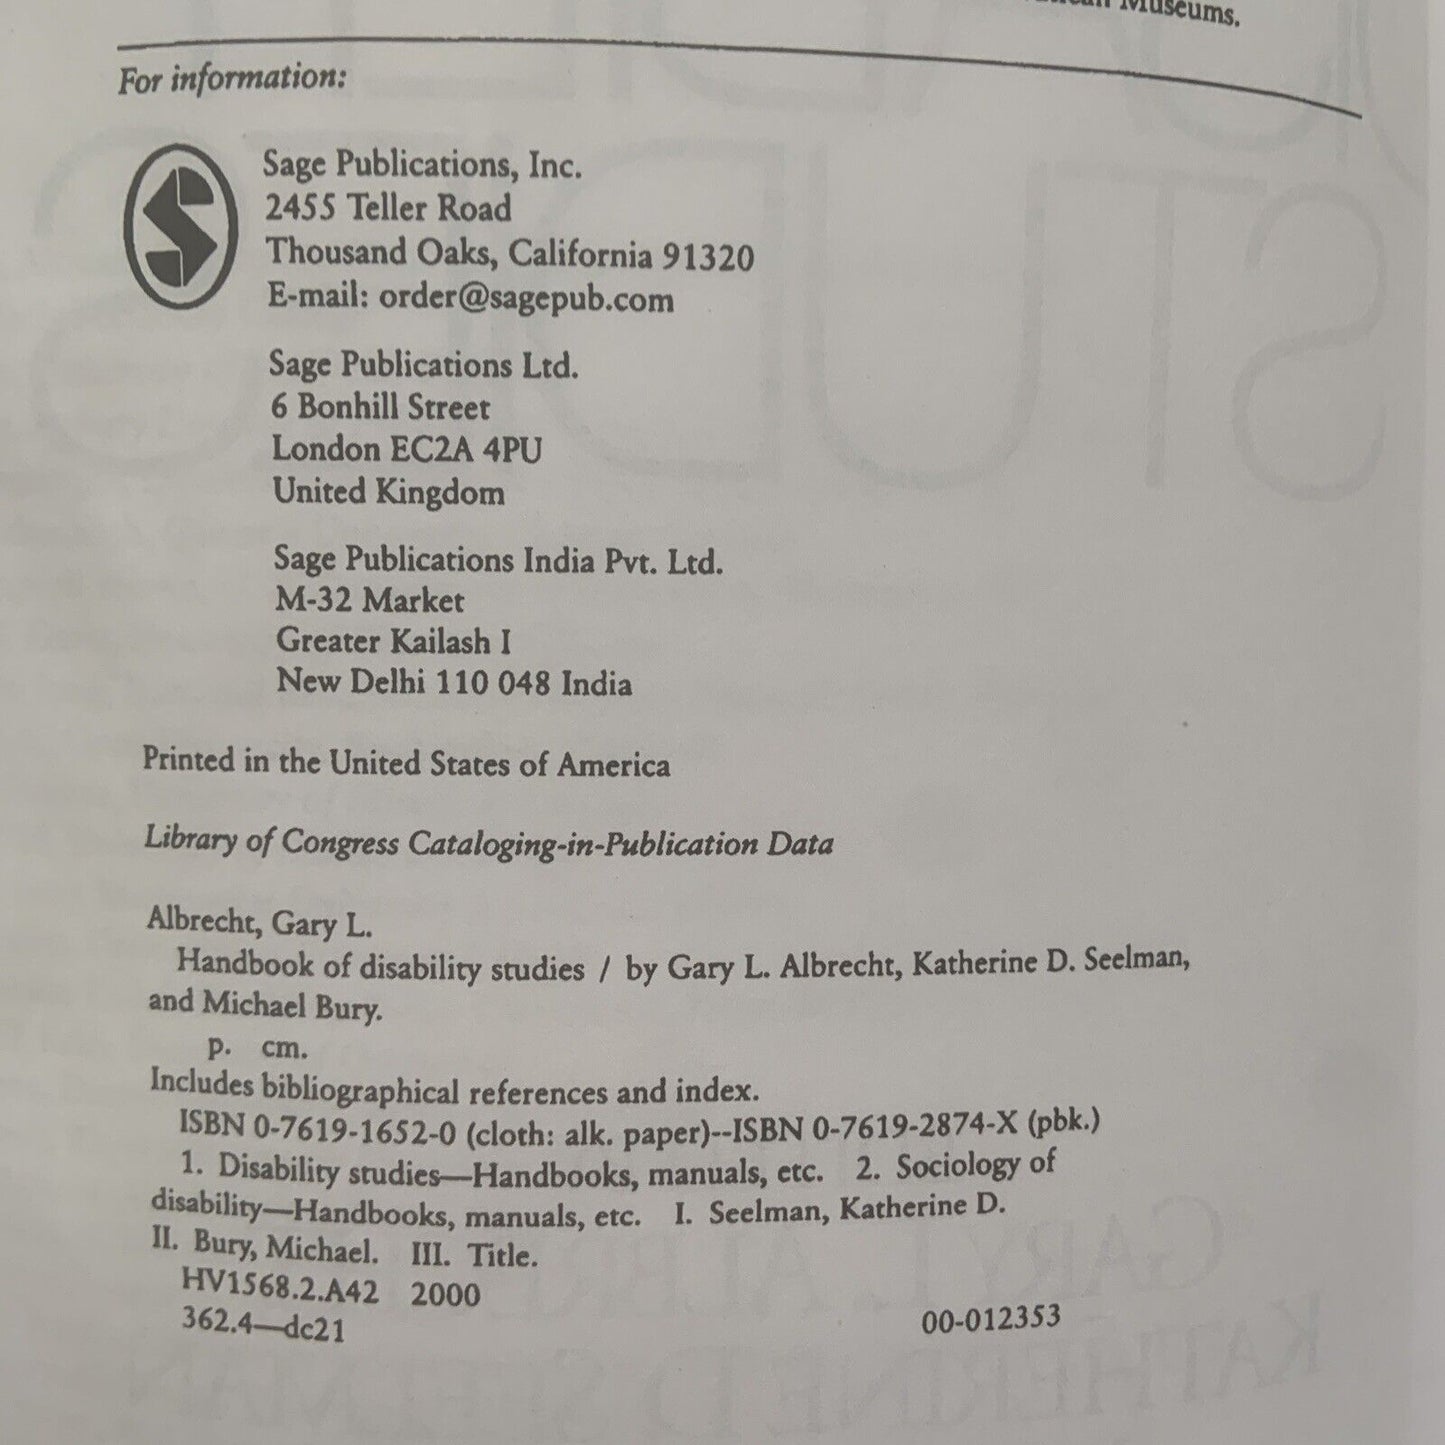 Museums.
For information:
Sage Publications, Inc.
2455 Teller Road
Thousand Oaks, California 91320
E-mail: order@sagepub.com
Sage Publications Ltd.
6 Bonhill Street
London EC2A 4PU
United Kingdom
Sage Publications India Pvt. Ltd.
M-32 Market
Greater Kailash I
New Delhi 110 048 India
Printed in the United States of America
Library of Congress Cataloging-in-Publication Data
Albrecht, Gary L.
Handbook of disability studies / by Gary L. Albrecht, Katherine D. Seelman,
and Michael Bury.
p. cm.
Includes bibliographical references and index.
ISBN 0-7619-1652-0 (cloth: alk. paper)--ISBN 0-7619-2874-X (pbk.)
1. Disability studies—Handbooks, manuals, etc. 2. Sociology of
disability—Handbooks, manuals, etc. I. Seelman, Katherine D.
II. Bury, Michael. III. Title.
HV1568.2.A42 2000
362.4—dc21 00-012353